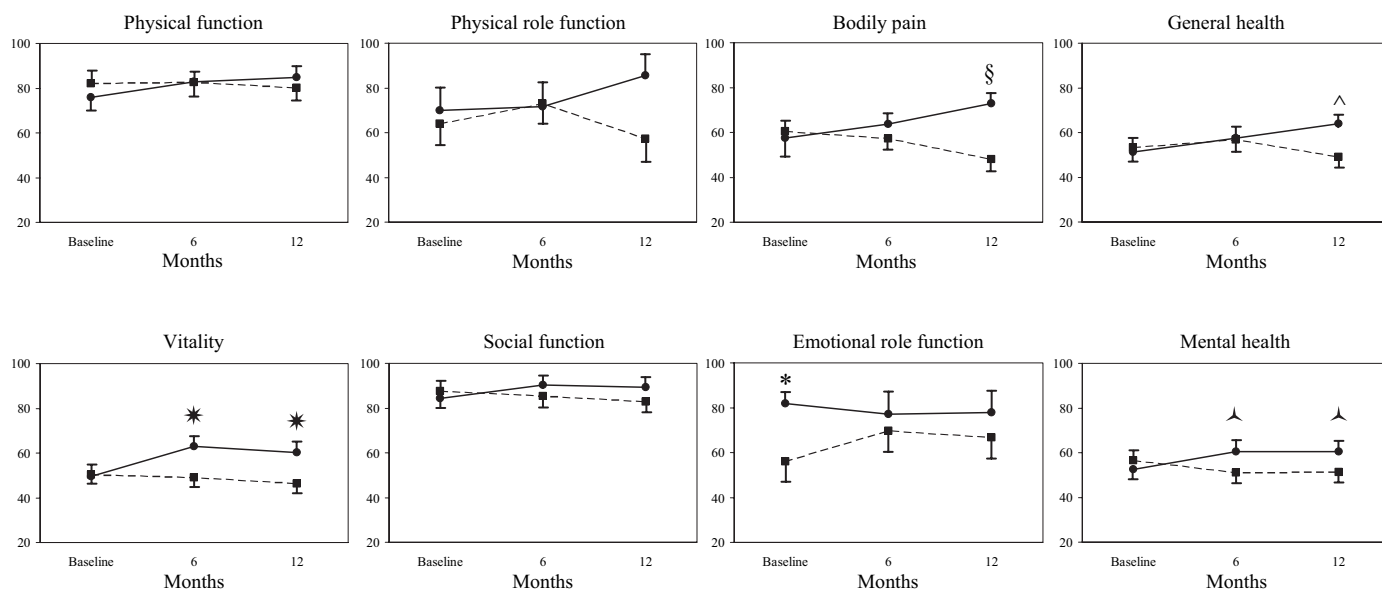 Physical function
100
80
60
40
20
Baseline 6 12
Months
Physical role function
100
80
60
40
20
Baseline 6 12
Months
Bodily pain
§
100
80
60
40
20
Baseline 6 12
Months
General health
^
100
80
60
40
20
Baseline 6 12
Months
Vitality
100
80
60
40
20
Baseline 6 12
Months
Social function
100
80
60
40
20
Baseline 6 12
Months
Emotional role function
*
100
80
60
40
20
Baseline 6 12
Months
Mental health
100
80
60
40
20
Baseline 6 12
Months